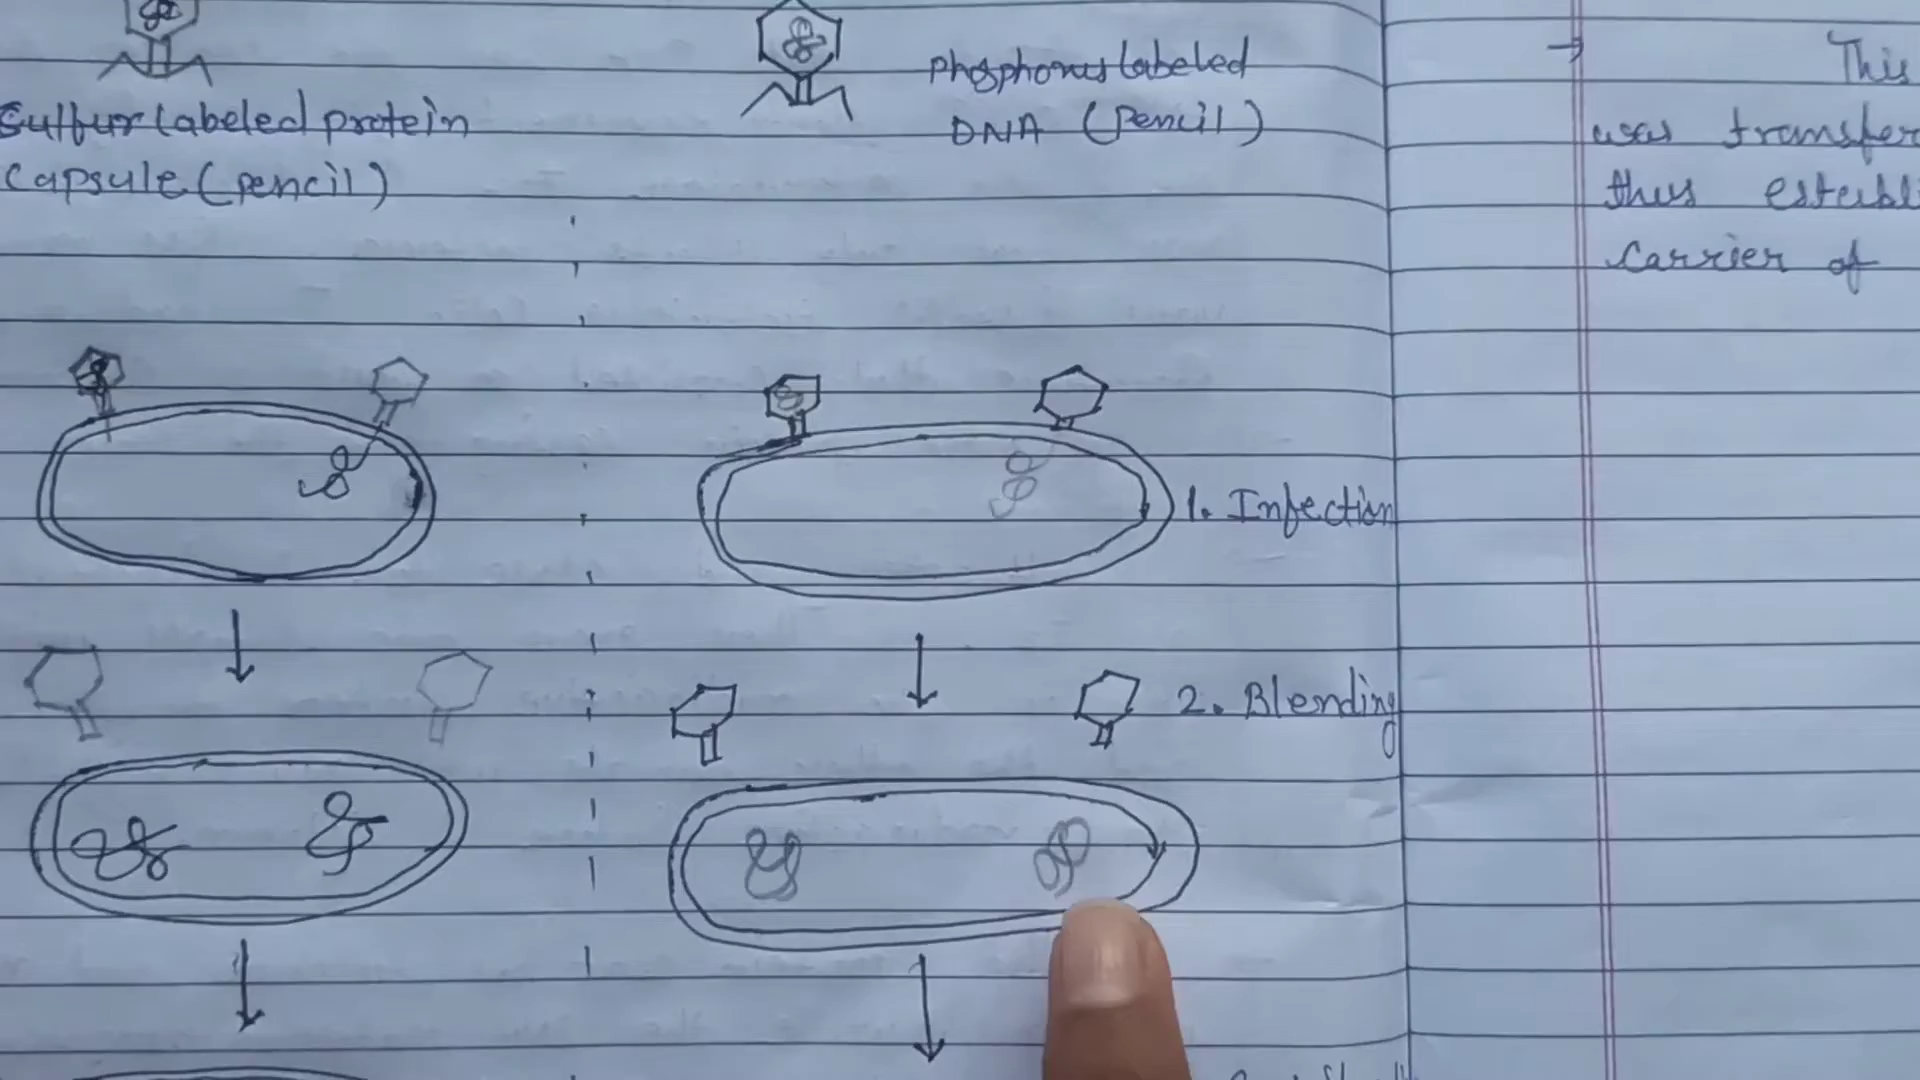 Sulfur labeled protein
capsule (pencil)
phosphorus labeled
DNA (pencil)
1. Infection
2. Blending
→ This
was transfer
thus establi
carrier of